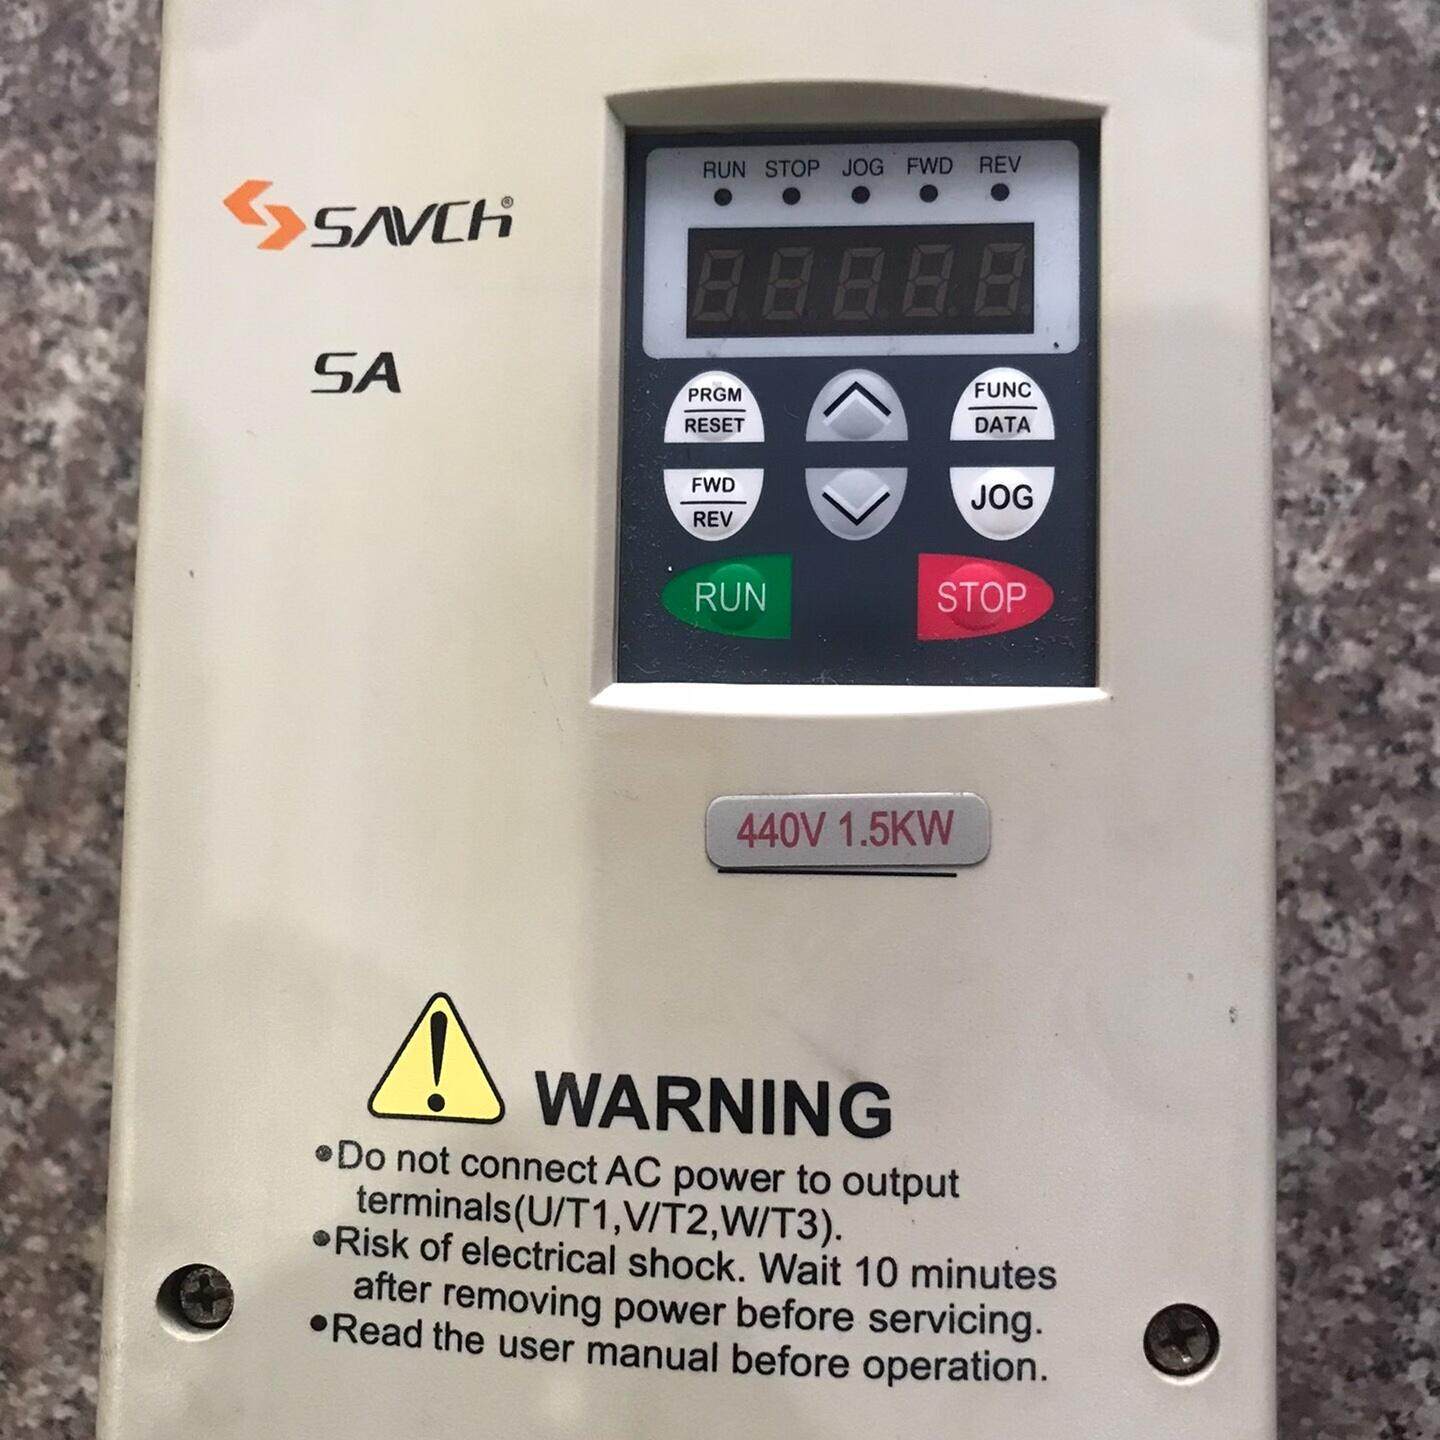 RUN STOP JOG FWD REV
SAVCh®
88888
SA
PRGM
RESET
FUNC
DATA
FWD
REV
JOG
RUN
STOP
440V 1.5KW
WARNING
•Do not connect AC power to output
terminals(U/T1,V/T2,W/T3).
•Risk of electrical shock. Wait 10 minutes
after removing power before servicing.
•Read the user manual before operation.